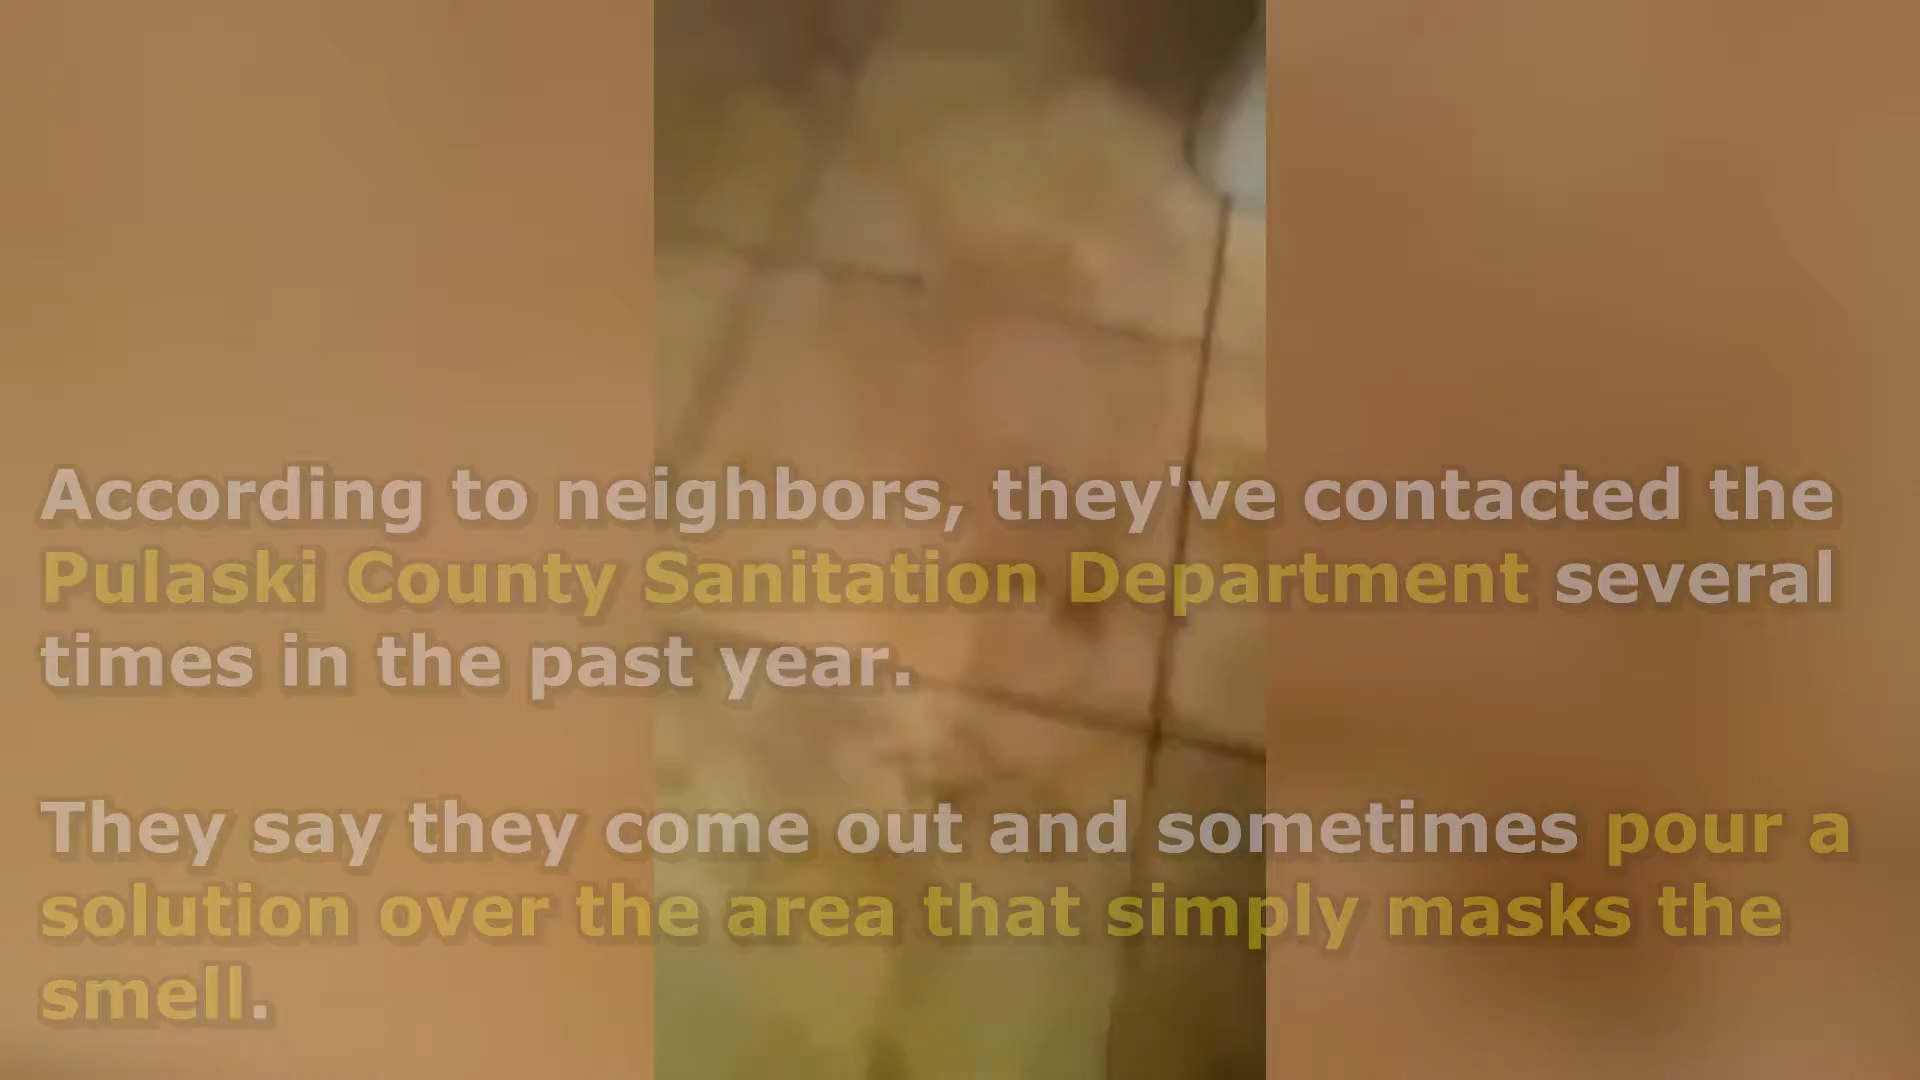 According to neighbors, they've contacted the
Pulaski County Sanitation Department several
times in the past year.
They say they come out and sometimes pour a
solution over the area that simply masks the
smell.